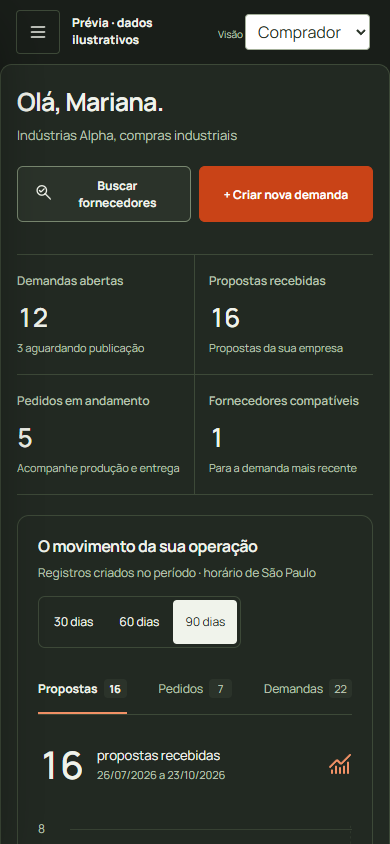 Prévia · dados
ilustrativos
Visão
Comprador
Olá, Mariana.
Indústrias Alpha, compras industriais
Buscar
fornecedores
+ Criar nova demanda
Demandas abertas
12
3 aguardando publicação
Propostas recebidas
16
Propostas da sua empresa
Pedidos em andamento
5
Acompanhe produção e entrega
Fornecedores compatíveis
1
Para a demanda mais recente
O movimento da sua operação
Registros criados no período · horário de São Paulo
30 dias 60 dias 90 dias
Propostas 16 Pedidos 7 Demandas 22
16
propostas recebidas
26/07/2026 a 23/10/2026
8